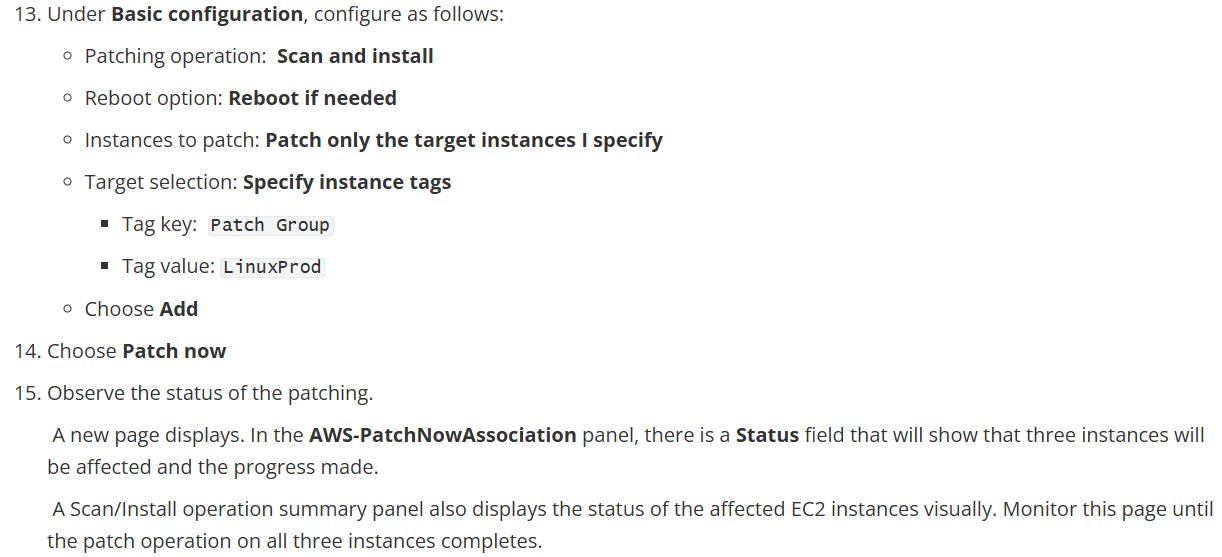 13. Under Basic configuration, configure as follows:
Patching operation: Scan and install
Reboot option: Reboot if needed
Instances to patch: Patch only the target instances I specify
Target selection: Specify instance tags
Tag key: Patch Group
Tag value: LinuxProd
Choose Add
14. Choose Patch now
15. Observe the status of the patching.
A new page displays. In the AWS-PatchNowAssociation panel, there is a Status field that will show that three instances will
be affected and the progress made.
A Scan/Install operation summary panel also displays the status of the affected EC2 instances visually. Monitor this page until
the patch operation on all three instances completes.